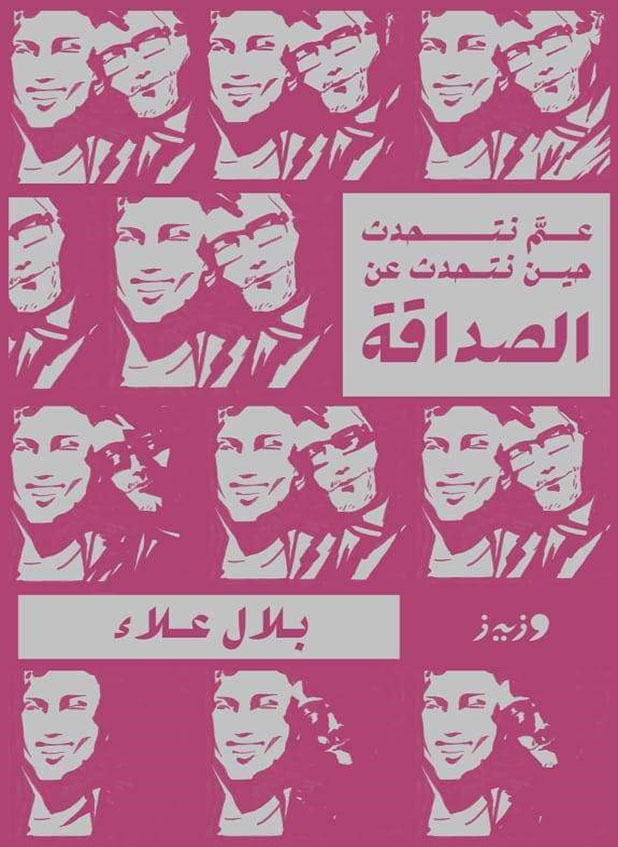 عمَّ نتحدث
حين نتحدث عن
الصداقة
بلال علاء
وزيز